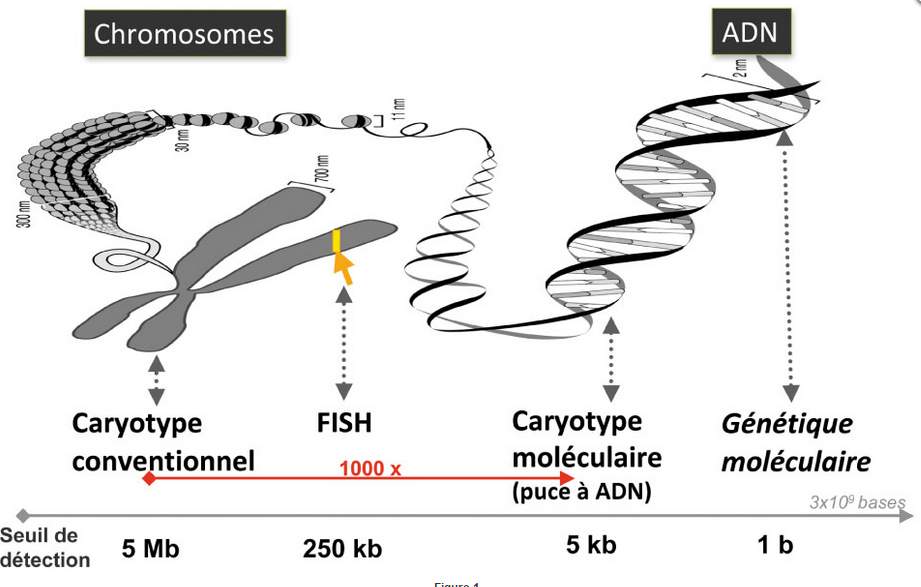 Chromosomes
ADN
2 nm
11 nm
30 nm
700 nm
300 nm
Caryotype
conventionnel
FISH
Caryotype
moléculaire
(puce à ADN)
Génétique
moléculaire
1000 x
3x10⁹ bases
Seuil de
détection
5 Mb
250 kb
5 kb
1 b
Figure 1